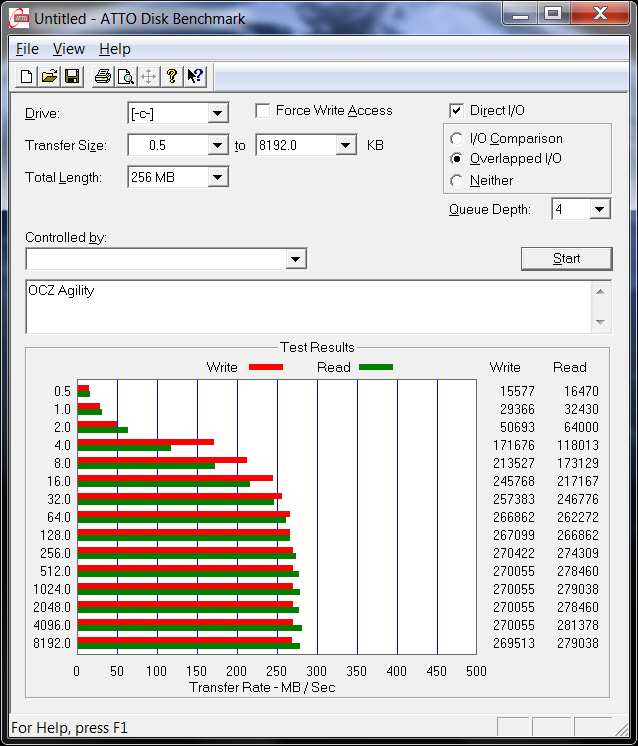 Untitled - ATTO Disk Benchmark
File View Help
Drive: [-c-] Force Write Access Direct I/O
Transfer Size: 0.5 to 8192.0 KB I/O Comparison
Overlapped I/O
Total Length: 256 MB Neither
Queue Depth: 4
Controlled by:
Start
OCZ Agility
Test Results
Write Read Write Read
0.5 15577 16470
1.0 29366 32430
2.0 50693 64000
4.0 171676 118013
8.0 213527 173129
16.0 245768 217167
32.0 257383 246776
64.0 266862 262272
128.0 267099 266862
256.0 270422 274309
512.0 270055 278460
1024.0 270055 279038
2048.0 270055 278460
4096.0 270055 281378
8192.0 269513 279038
0 50 100 150 200 250 300 350 400 450 500
Transfer Rate - MB / Sec
For Help, press F1